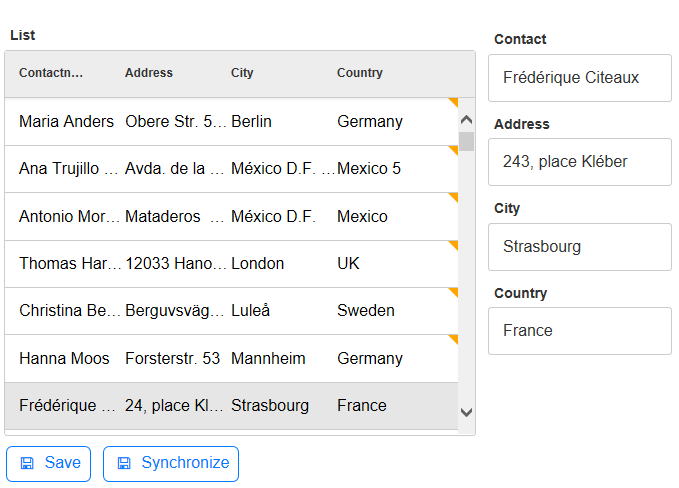 List
Contactn… Address City Country
Maria Anders Obere Str. 5… Berlin Germany
Ana Trujillo … Avda. de la … México D.F. … Mexico 5
Antonio Mor… Mataderos … México D.F. Mexico
Thomas Har… 12033 Hano… London UK
Christina Be… Berguvsväg… Luleå Sweden
Hanna Moos Forsterstr. 53 Mannheim Germany
Frédérique … 24, place Kl… Strasbourg France
Save Synchronize
Contact
Frédérique Citeaux
Address
243, place Kléber
City
Strasbourg
Country
France